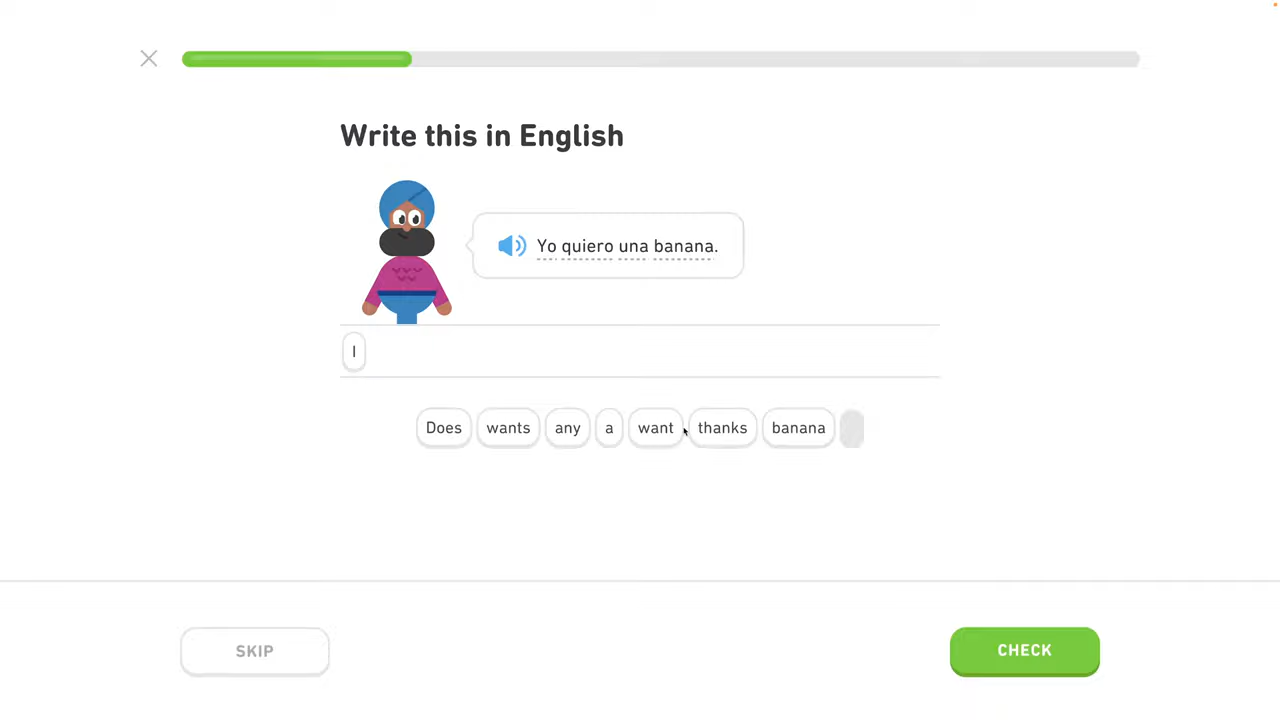 Write this in English
Yo quiero una banana.
I
Does wants any a want thanks banana
SKIP CHECK